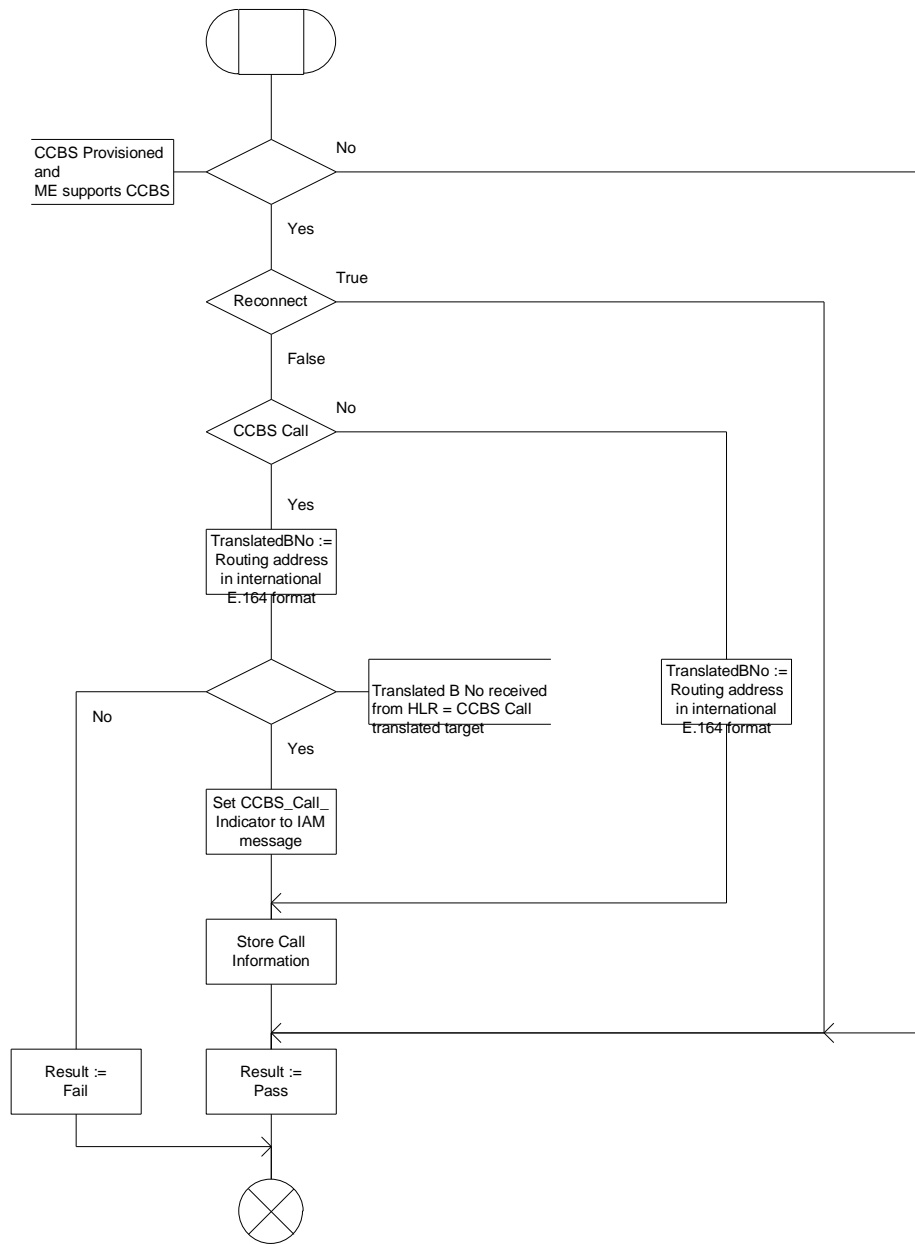 No
CCBS Provisioned
and
ME supports CCBS
Yes
True
Reconnect
False
No
CCBS Call
Yes
TranslatedBNo :=
Routing address
in international
E.164 format
Translated B No received
from HLR = CCBS Call
translated target
TranslatedBNo :=
Routing address
in international
E.164 format
No
Yes
Set CCBS_Call_
Indicator to IAM
message
Store Call
Information
Result :=
Fail
Result :=
Pass